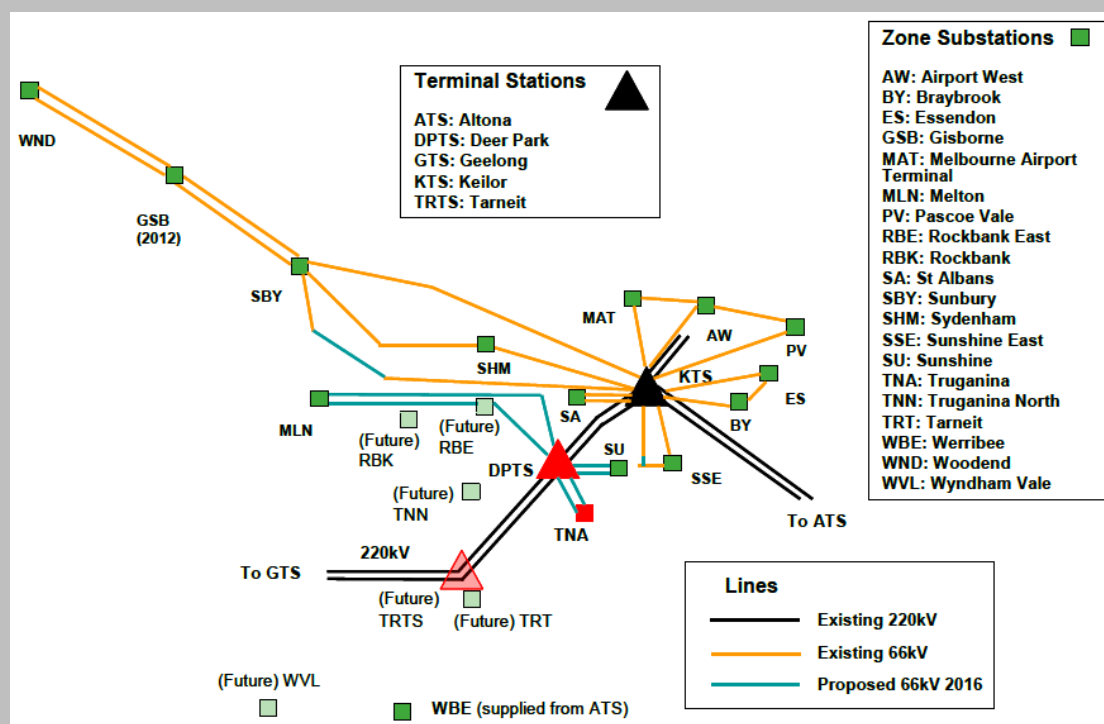 Zone Substations
AW: Airport West
BY: Braybrook
ES: Essendon
GSB: Gisborne
MAT: Melbourne Airport
Terminal
MLN: Melton
PV: Pascoe Vale
RBE: Rockbank East
RBK: Rockbank
SA: St Albans
SBY: Sunbury
SHM: Sydenham
SSE: Sunshine East
SU: Sunshine
TNA: Truganina
TNN: Truganina North
TRT: Tarneit
WBE: Werribee
WND: Woodend
WVL: Wyndham Vale
Terminal Stations
ATS: Altona
DPTS: Deer Park
GTS: Geelong
KTS: Keilor
TRTS: Tarneit
WND
GSB
(2012)
SBY
MAT
AW
PV
SHM
KTS
ES
SA
BY
MLN
(Future)
RBK
(Future)
RBE
DPTS
SU
SSE
(Future)
TNN
TNA
To ATS
220kV
To GTS
(Future)
TRTS
(Future) TRT
Lines
Existing 220kV
Existing 66kV
Proposed 66kV 2016
(Future) WVL
WBE (supplied from ATS)